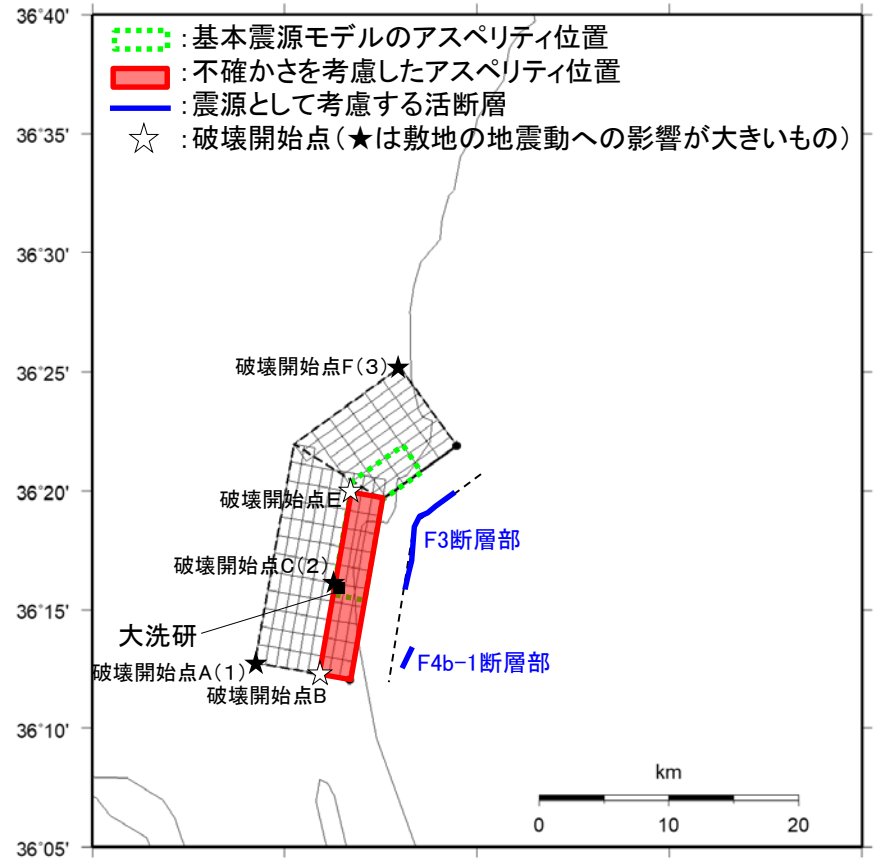 36°40'
：基本震源モデルのアスペリティ位置
：不確かさを考慮したアスペリティ位置
：震源として考慮する活断層
☆：破壊開始点（★は敷地の地震動への影響が大きいもの）
36°35'
36°30'
36°25'
破壊開始点F（3）
36°20'
破壊開始点E
F3断層部
破壊開始点C（2）
36°15'
大洗研
破壊開始点A（1）
F4b-1断層部
破壊開始点B
36°10'
km
0 10 20
36°05'